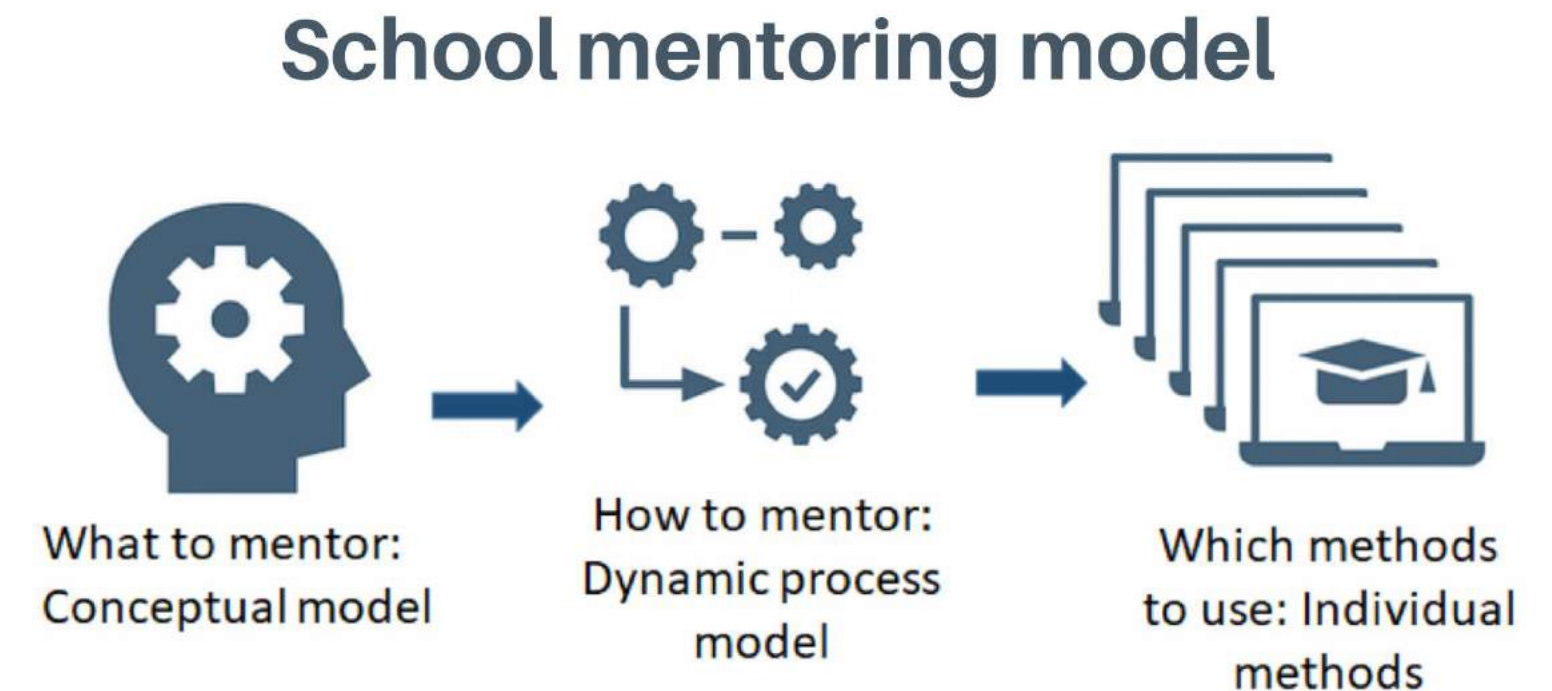 School mentoring model
What to mentor:
Conceptual model
How to mentor:
Dynamic process
model
Which methods
to use: Individual
methods